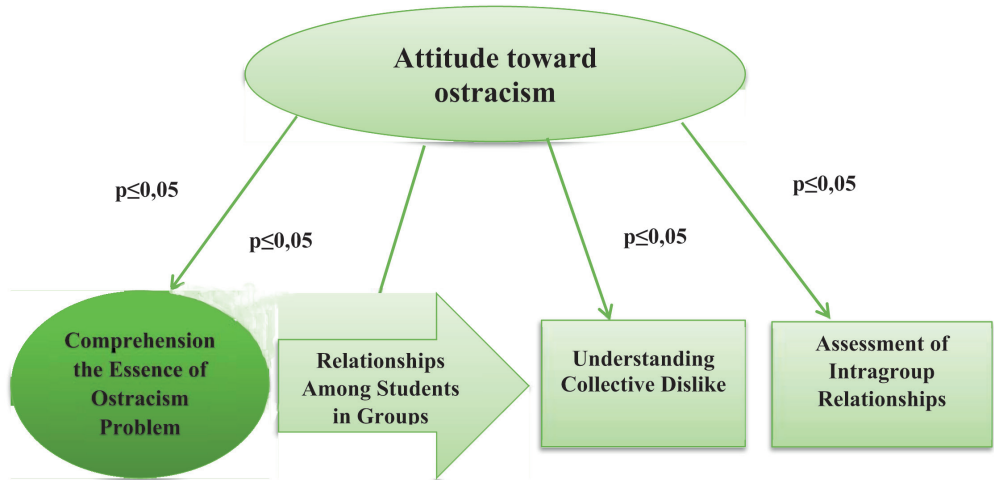 Attitude toward
ostracism
p≤0,05
p≤0,05
p≤0,05
p≤0,05
Comprehension
the Essence of
Ostracism
Problem
Relationships
Among Students
in Groups
Understanding
Collective Dislike
Assessment of
Intragroup
Relationships